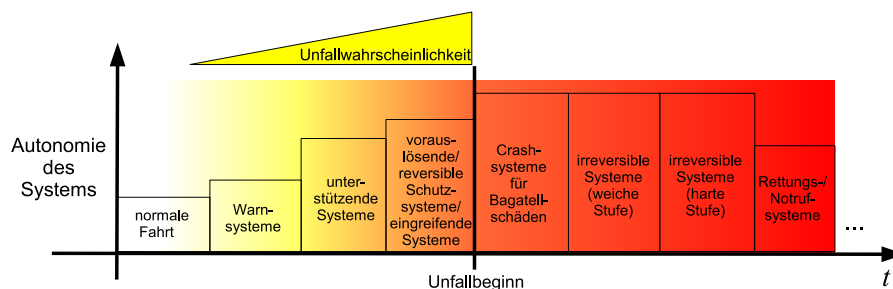 Unfallwahrscheinlichkeit
Autonomie
des
Systems
normale
Fahrt
Warn-
systeme
unter-
stützende
Systeme
voraus-
lösende/
reversible
Schutz-
systeme/
eingreifende
Systeme
Crash-
systeme
für
Bagatell-
schäden
irreversible
Systeme
(weiche
Stufe)
irreversible
Systeme
(harte
Stufe)
Rettungs-/
Notruf-
systeme
...
Unfallbeginn
t